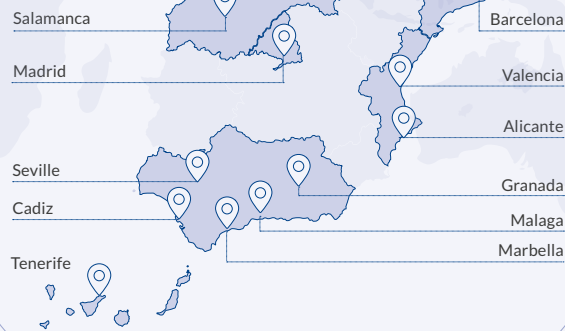 Salamanca
Barcelona
Madrid
Valencia
Alicante
Seville
Granada
Cadiz
Malaga
Marbella
Tenerife